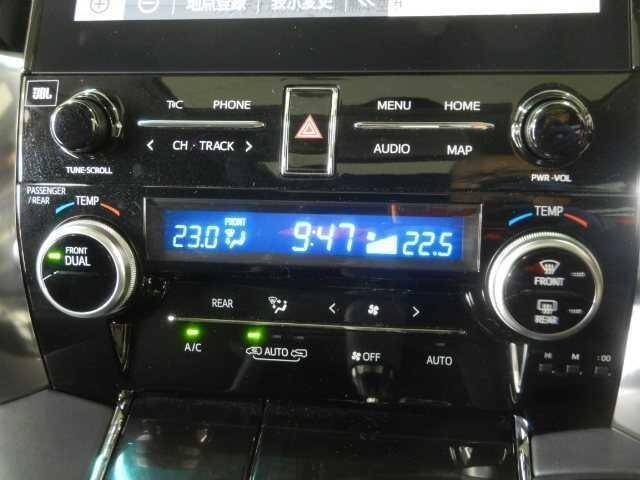 地点登録 表示変更
JBL
T&C PHONE
MENU HOME
< CH · TRACK >
AUDIO MAP
TUNE·SCROLL
PWR·VOL
PASSENGER
/REAR
TEMP
TEMP
FRONT
23.0 9:47 22.5
FRONT
DUAL
FRONT
REAR
REAR
A/C
AUTO
OFF
AUTO
H M :00